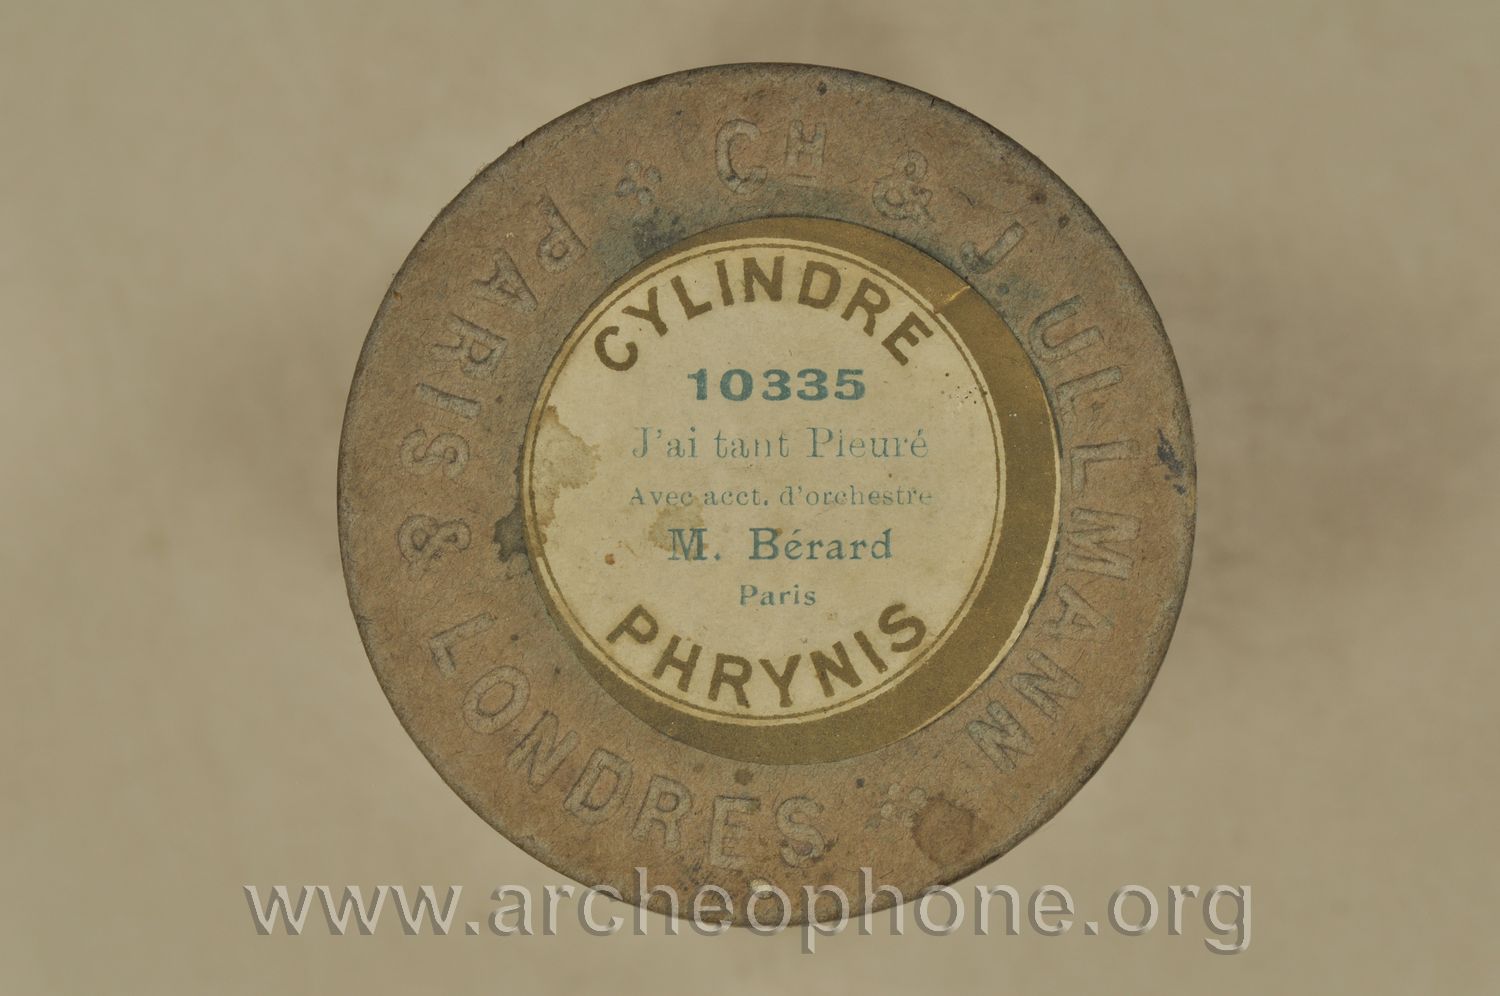 CH & J. ULLMANN
PARIS & LONDRES
CYLINDRE
10335
J'ai tant Pleuré
Avec acct. d'orchestre
M. Bérard
Paris
PHRYNIS
www.archeophone.org